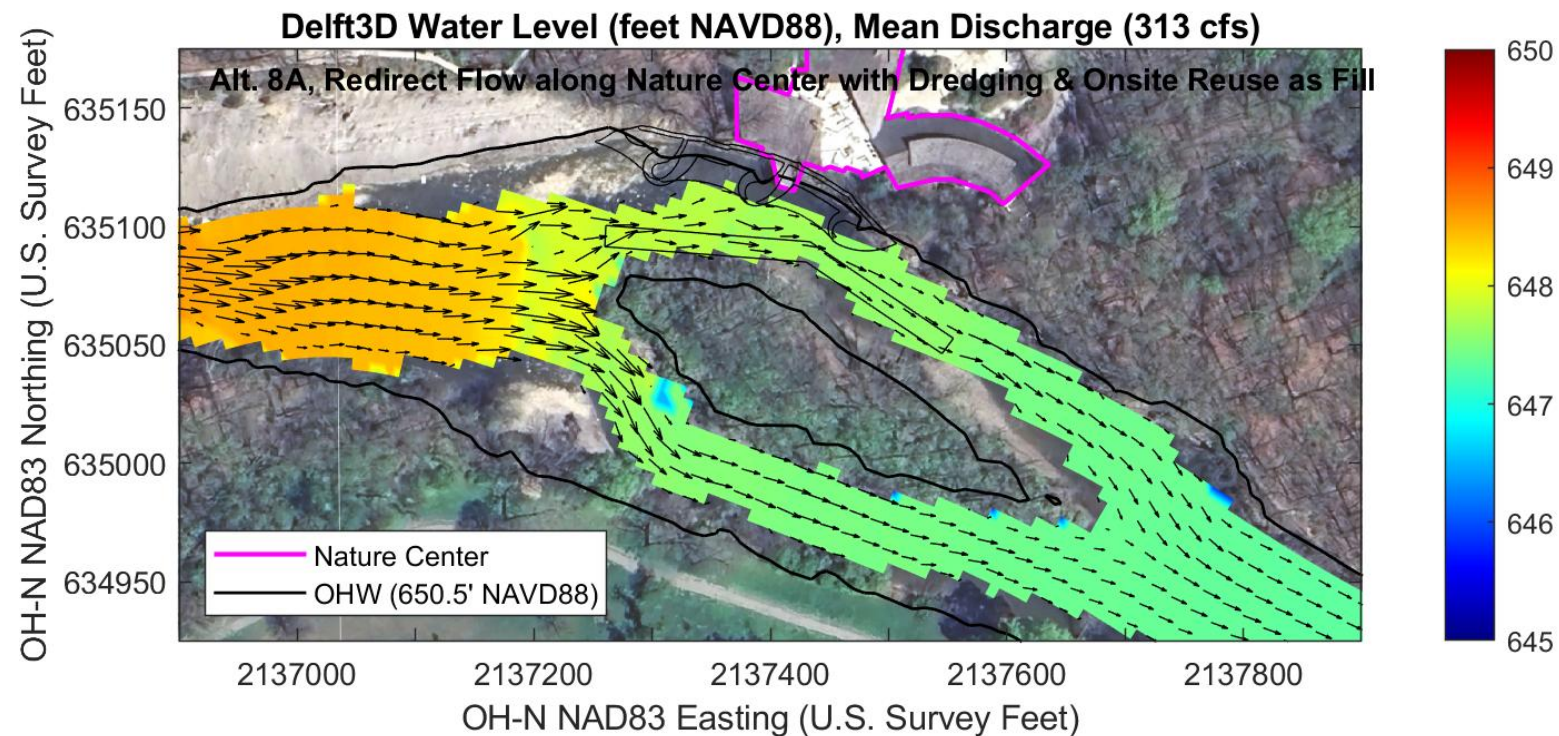 Delft3D Water Level (feet NAVD88), Mean Discharge (313 cfs)
Alt. 8A, Redirect Flow along Nature Center with Dredging & Onsite Reuse as Fill
OH-N NAD83 Northing (U.S. Survey Feet)
635150
635100
635050
635000
634950
Nature Center
OHW (650.5' NAVD88)
2137000
2137200
2137400
2137600
2137800
OH-N NAD83 Easting (U.S. Survey Feet)
650
649
648
647
646
645